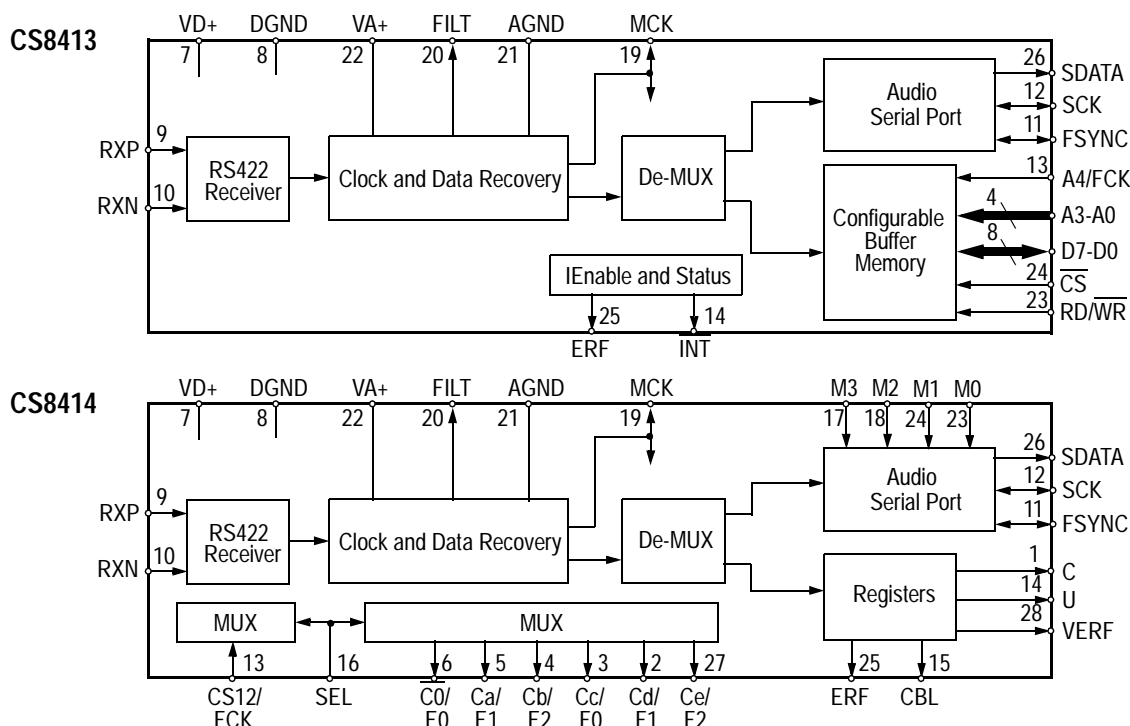 CS8413
VD+ DGND VA+ FILT AGND MCK
7 8 22 20 21 19
26 SDATA
Audio Serial Port
12 SCK
11 FSYNC
RXP 9
RS422 Receiver
Clock and Data Recovery
De-MUX
RXN 10
13 A4/FCK
4 A3-A0
Configurable Buffer Memory
8 D7-D0
24 CS
23 RD/WR
IEnable and Status
25 14
ERF INT
CS8414
VD+ DGND VA+ FILT AGND MCK M3 M2 M1 M0
7 8 22 20 21 19 17 18 24 23
26 SDATA
Audio Serial Port
12 SCK
11 FSYNC
RXP 9
RS422 Receiver
Clock and Data Recovery
De-MUX
RXN 10
Registers
1 C
14 U
28 VERF
MUX MUX
13 16 6 5 4 3 2 27 25 15
CS12/ SEL C0/ Ca/ Cb/ Cc/ Cd/ Ce/ ERF CBL
FCK E0 E1 E2 F0 F1 F2